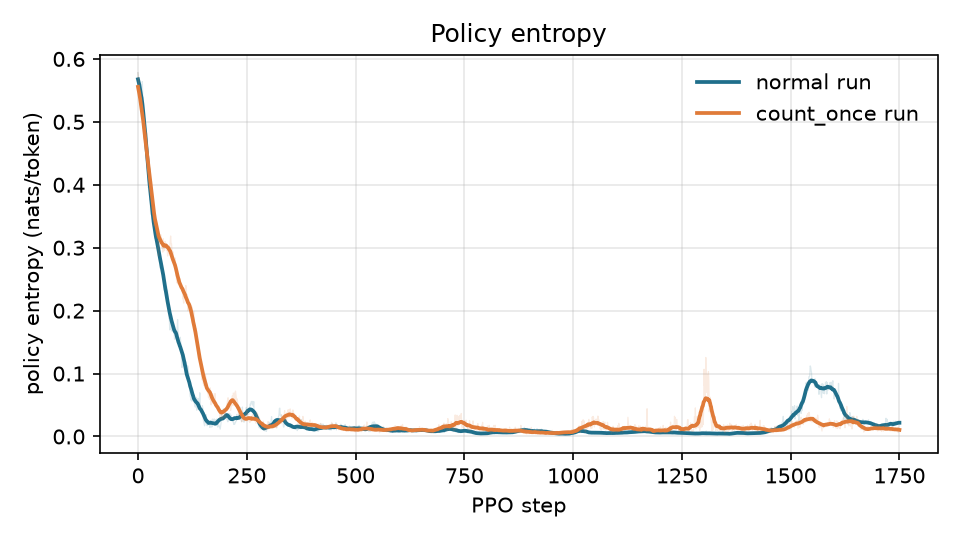 Policy entropy
normal run
count_once run
policy entropy (nats/token)
0.6
0.5
0.4
0.3
0.2
0.1
0.0
0 250 500 750 1000 1250 1500 1750
PPO step